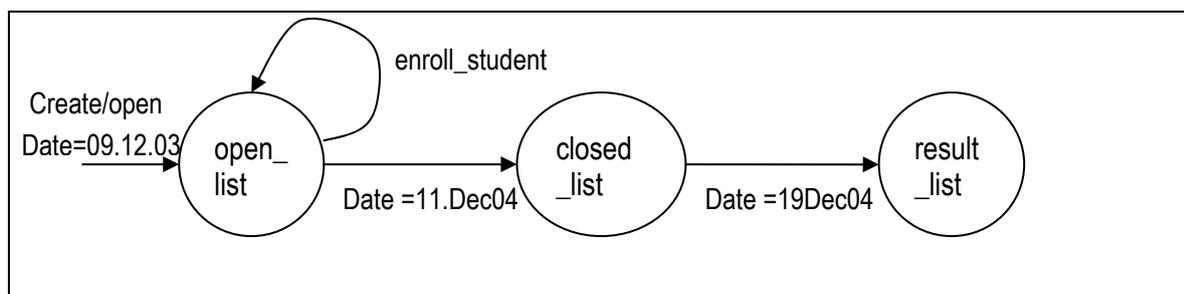 enroll_student
Create/open
Date=09.12.03
open_
list
Date =11.Dec04
closed
_list
Date =19Dec04
result
_list